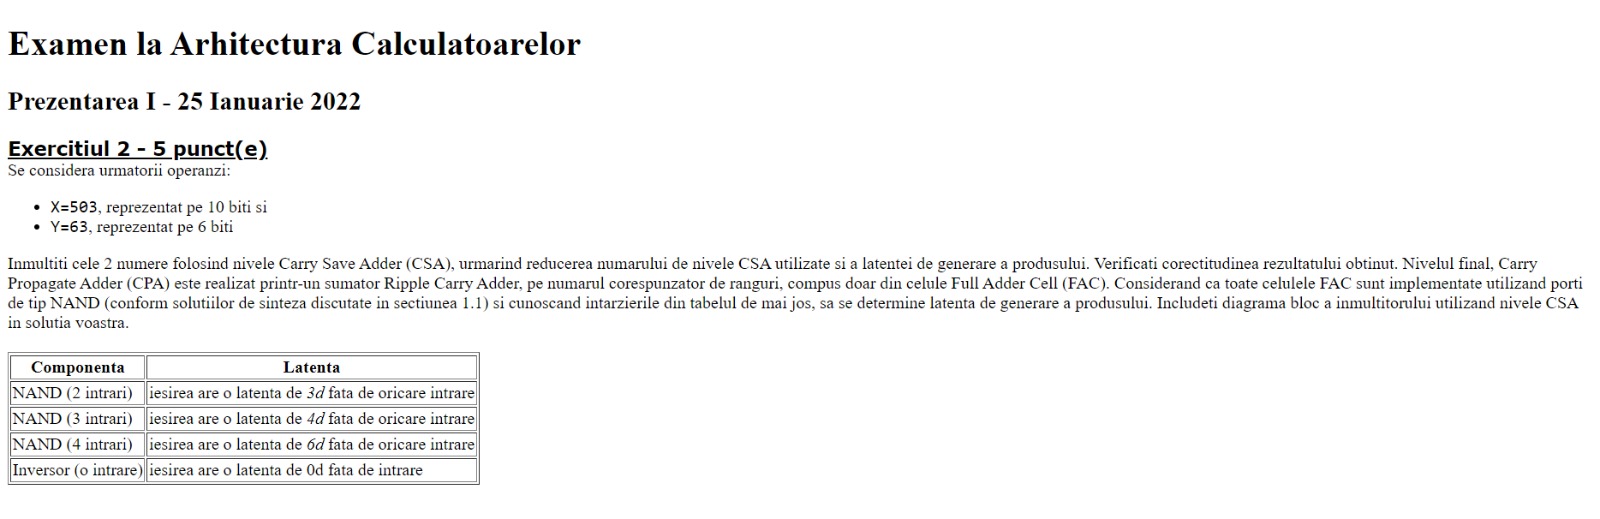 Examen la Arhitectura Calculatoarelor
Prezentarea I - 25 Ianuarie 2022
Exercitiul 2 - 5 punct(e)
Se considera urmatorii operanzi:
• X=503, reprezentat pe 10 biti si
• Y=63, reprezentat pe 6 biti
Inmultiti cele 2 numere folosind nivele Carry Save Adder (CSA), urmarind reducerea numarului de nivele CSA utilizate si a latentei de generare a produsului. Verificati corectitudinea rezultatului obtinut. Nivelul final, Carry
Propagate Adder (CPA) este realizat printr-un sumator Ripple Carry Adder, pe numarul corespunzator de ranguri, compus doar din celule Full Adder Cell (FAC). Considerand ca toate celulele FAC sunt implementate utilizand porti
de tip NAND (conform solutiilor de sinteza discutate in sectiunea 1.1) si cunoscand intarzierile din tabelul de mai jos, sa se determine latenta de generare a produsului. Includeti diagrama bloc a inmultitorului utilizand nivele CSA
in solutia voastra.
Componenta Latenta
NAND (2 intrari) iesirea are o latenta de 3d fata de oricare intrare
NAND (3 intrari) iesirea are o latenta de 4d fata de oricare intrare
NAND (4 intrari) iesirea are o latenta de 6d fata de oricare intrare
Inversor (o intrare) iesirea are o latenta de 0d fata de intrare